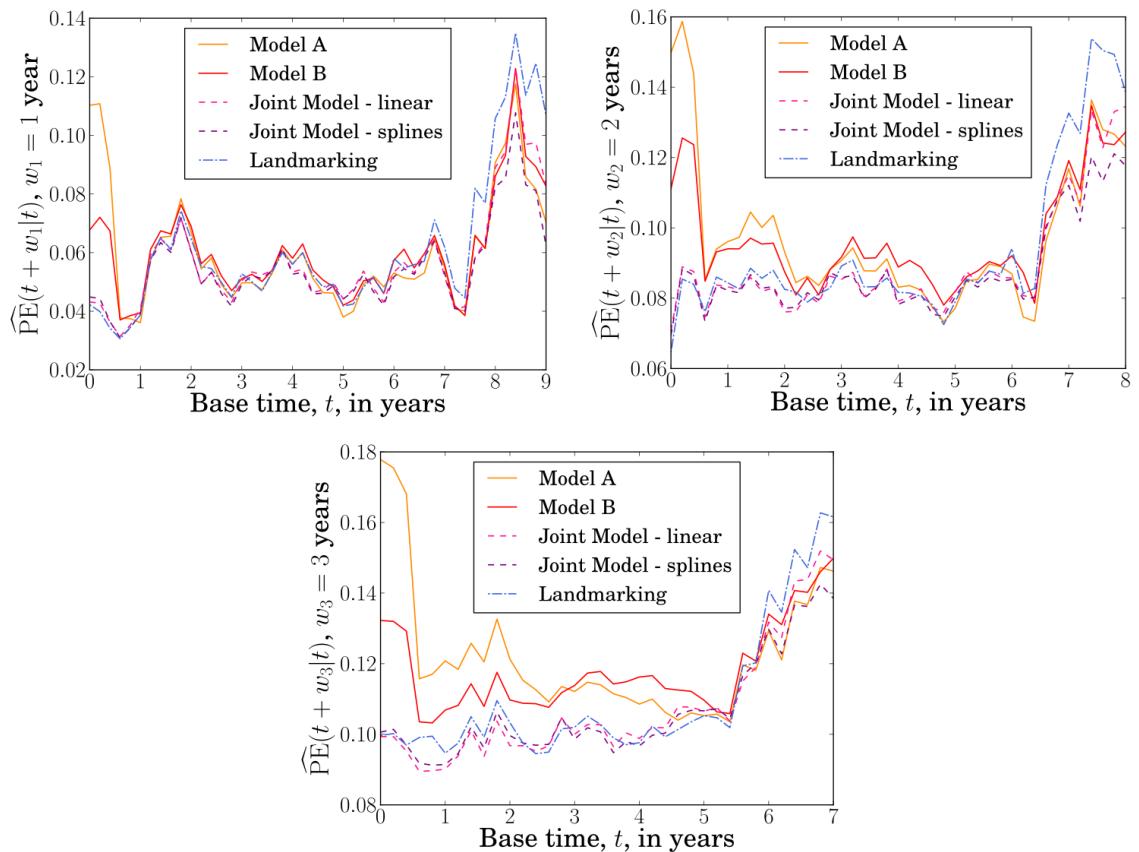 0.14
0.12
0.10
0.08
0.06
0.04
0.02
P̂E(t + w₁|t), w₁ = 1 year
Model A
Model B
Joint Model - linear
Joint Model - splines
Landmarking
0 1 2 3 4 5 6 7 8 9
Base time, t, in years
0.16
0.14
0.12
0.10
0.08
0.06
P̂E(t + w₂|t), w₂ = 2 years
Model A
Model B
Joint Model - linear
Joint Model - splines
Landmarking
0 1 2 3 4 5 6 7 8
Base time, t, in years
0.18
0.16
0.14
0.12
0.10
0.08
P̂E(t + w₃|t), w₃ = 3 years
Model A
Model B
Joint Model - linear
Joint Model - splines
Landmarking
0 1 2 3 4 5 6 7
Base time, t, in years